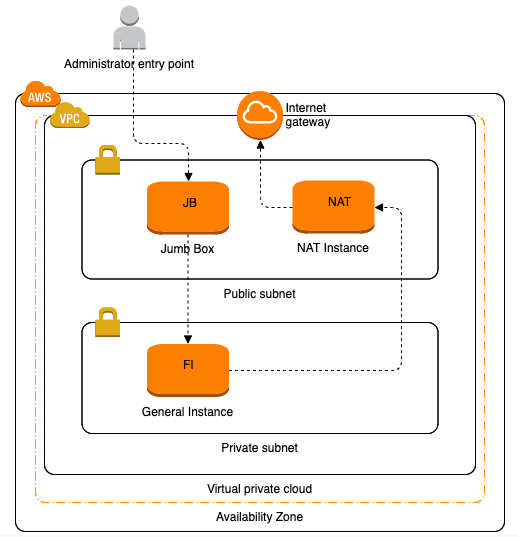 Administrator entry point
AWS
VPC
Internet
gateway
JB
NAT
Jumb Box
NAT Instance
Public subnet
FI
General Instance
Private subnet
Virtual private cloud
Availability Zone